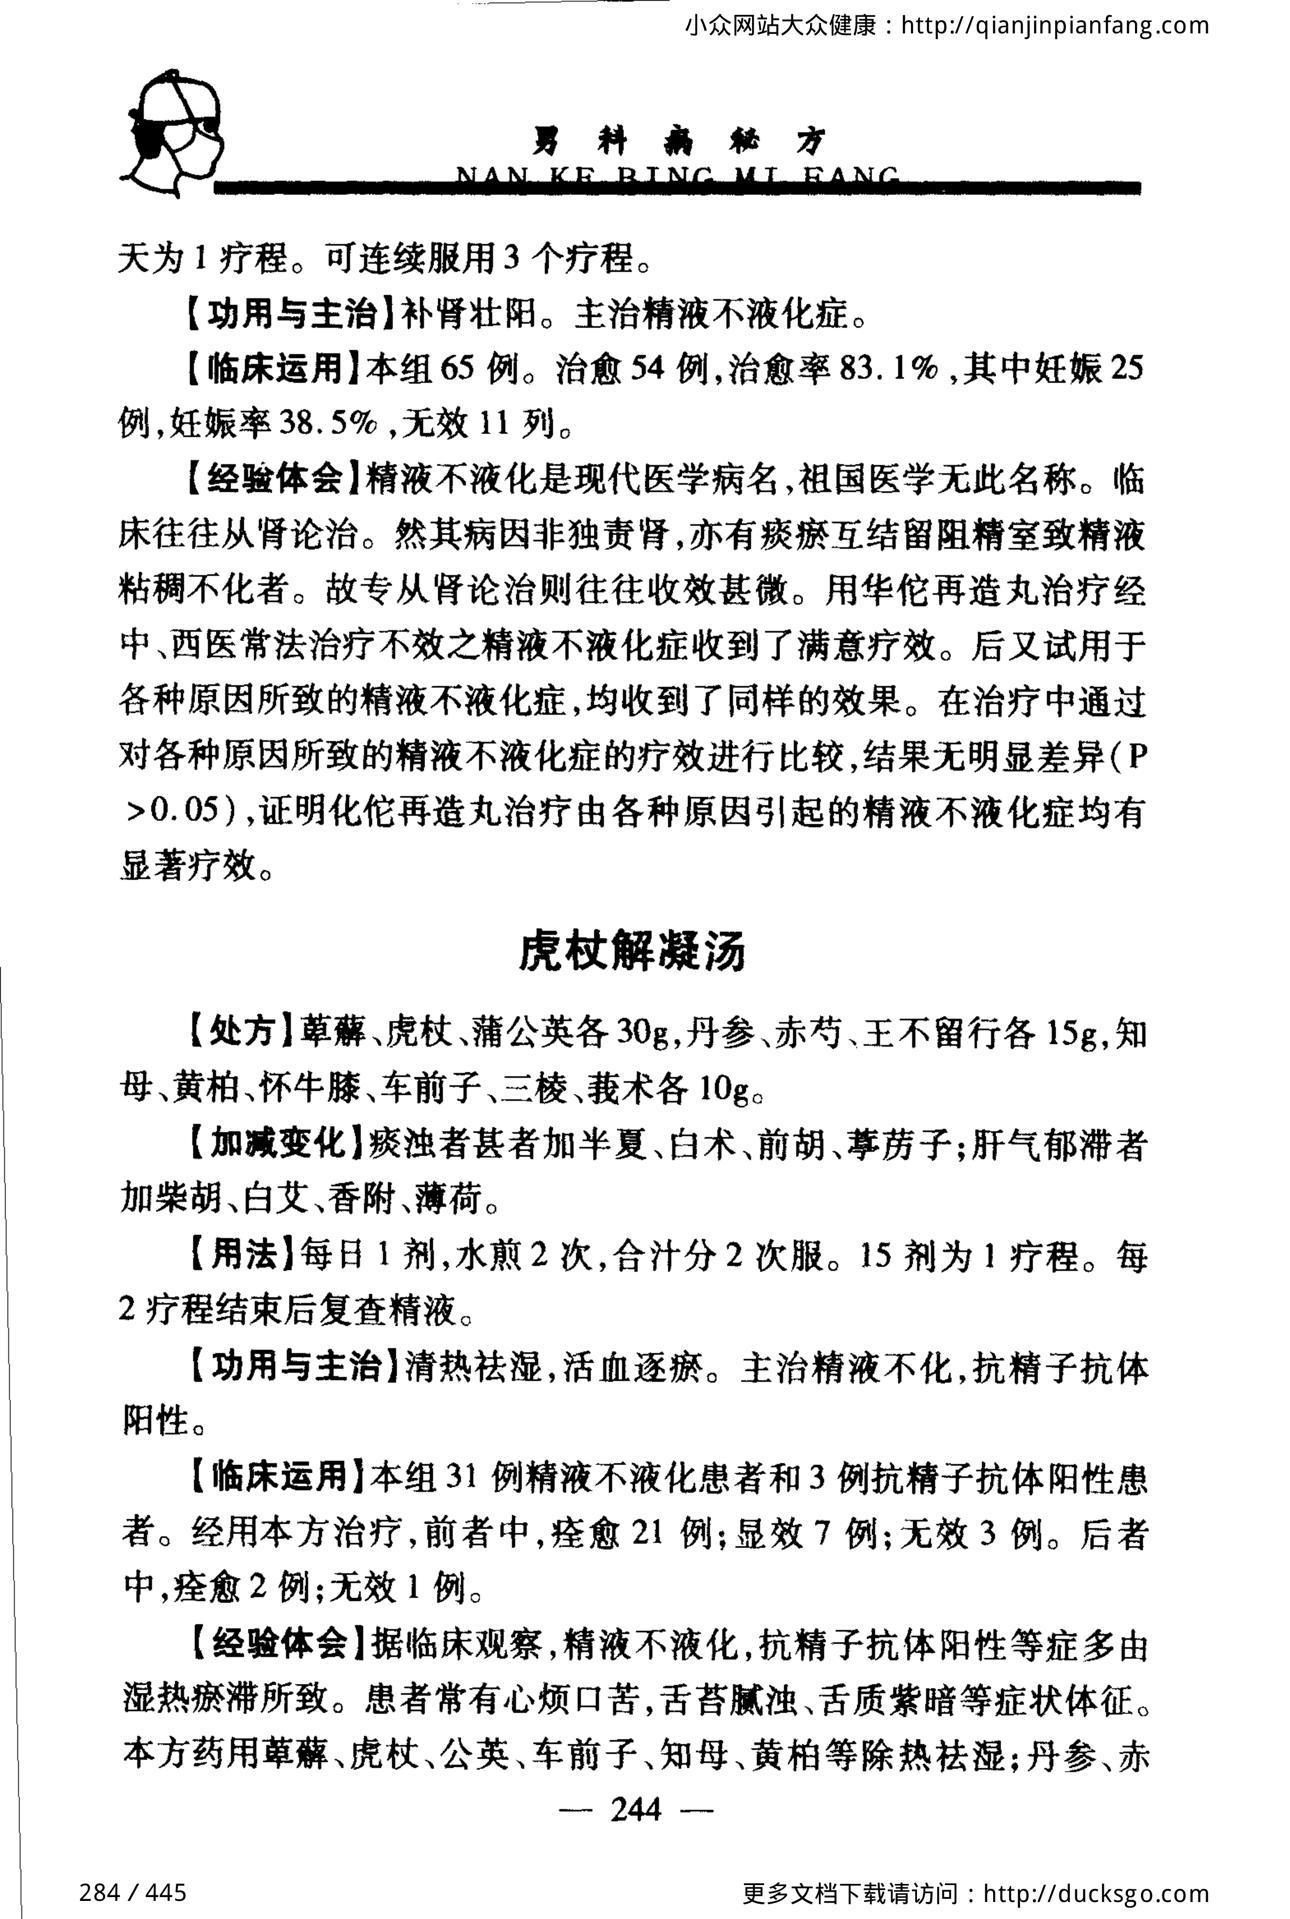 小众网站大众健康：http://qianjinpianfang.com
男科病秘方
NAN KE BING MI FANG
天为1疗程。可连续服用3个疗程。
【功用与主治】补肾壮阳。主治精液不液化症。
【临床运用】本组65例。治愈54例,治愈率83.1%,其中妊娠25
例,妊娠率38.5%,无效11列。
【经验体会】精液不液化是现代医学病名,祖国医学无此名称。临
床往往从肾论治。然其病因非独责肾,亦有痰瘀互结留阻精室致精液
粘稠不化者。故专从肾论治则往往收效甚微。用华佗再造丸治疗经
中、西医常法治疗不效之精液不液化症收到了满意疗效。后又试用于
各种原因所致的精液不液化症,均收到了同样的效果。在治疗中通过
对各种原因所致的精液不液化症的疗效进行比较,结果无明显差异(P
>0.05),证明化佗再造丸治疗由各种原因引起的精液不液化症均有
显著疗效。
虎杖解凝汤
【处方】萆薢、虎杖、蒲公英各30g,丹参、赤芍、王不留行各15g,知
母、黄柏、怀牛膝、车前子、三棱、莪术各10g。
【加减变化】痰浊者甚者加半夏、白术、前胡、葶苈子;肝气郁滞者
加柴胡、白艾、香附、薄荷。
【用法】每日1剂,水煎2次,合汁分2次服。15剂为1疗程。每
2疗程结束后复查精液。
【功用与主治】清热祛湿,活血逐瘀。主治精液不化,抗精子抗体
阳性。
【临床运用】本组31例精液不液化患者和3例抗精子抗体阳性患
者。经用本方治疗,前者中,痊愈21例;显效7例;无效3例。后者
中,痊愈2例;无效1例。
【经验体会】据临床观察,精液不液化,抗精子抗体阳性等症多由
湿热瘀滞所致。患者常有心烦口苦,舌苔腻浊、舌质紫暗等症状体征。
本方药用萆薢、虎杖、公英、车前子、知母、黄柏等除热祛湿;丹参、赤
— 244 —
284 / 445
更多文档下载请访问：http://ducksgo.com